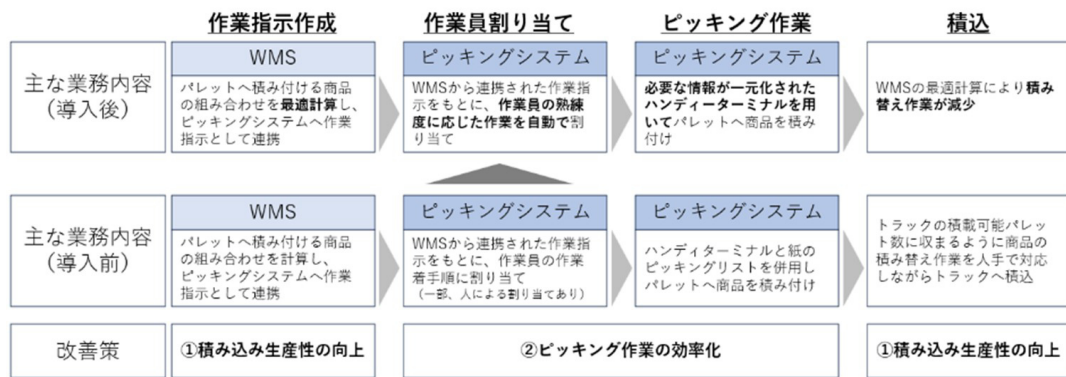 作業指示作成
作業員割り当て
ピッキング作業
積込
主な業務内容
（導入後）
WMS
パレットへ積み付ける商品
の組み合わせを最適計算し、
ピッキングシステムへ作業
指示として連携
ピッキングシステム
WMSから連携された作業指
示をもとに、作業員の熟練
度に応じた作業を自動で割
り当て
ピッキングシステム
必要な情報が一元化された
ハンディーターミナルを用
いてパレットへ商品を積み
付け
WMSの最適計算により積み
替え作業が減少
主な業務内容
（導入前）
WMS
パレットへ積み付ける商品
の組み合わせを計算し、
ピッキングシステムへ作業
指示として連携
ピッキングシステム
WMSから連携された作業指
示をもとに、作業員の作業
着手順に割り当て
（一部、人による割り当てあり）
ピッキングシステム
ハンディターミナルと紙の
ピッキングリストを併用し
パレットへ商品を積み付け
トラックの積載可能パレッ
ト数に収まるように商品の
積み替え作業を人手で対応
しながらトラックへ積込
改善策
①積み込み生産性の向上
②ピッキング作業の効率化
①積み込み生産性の向上